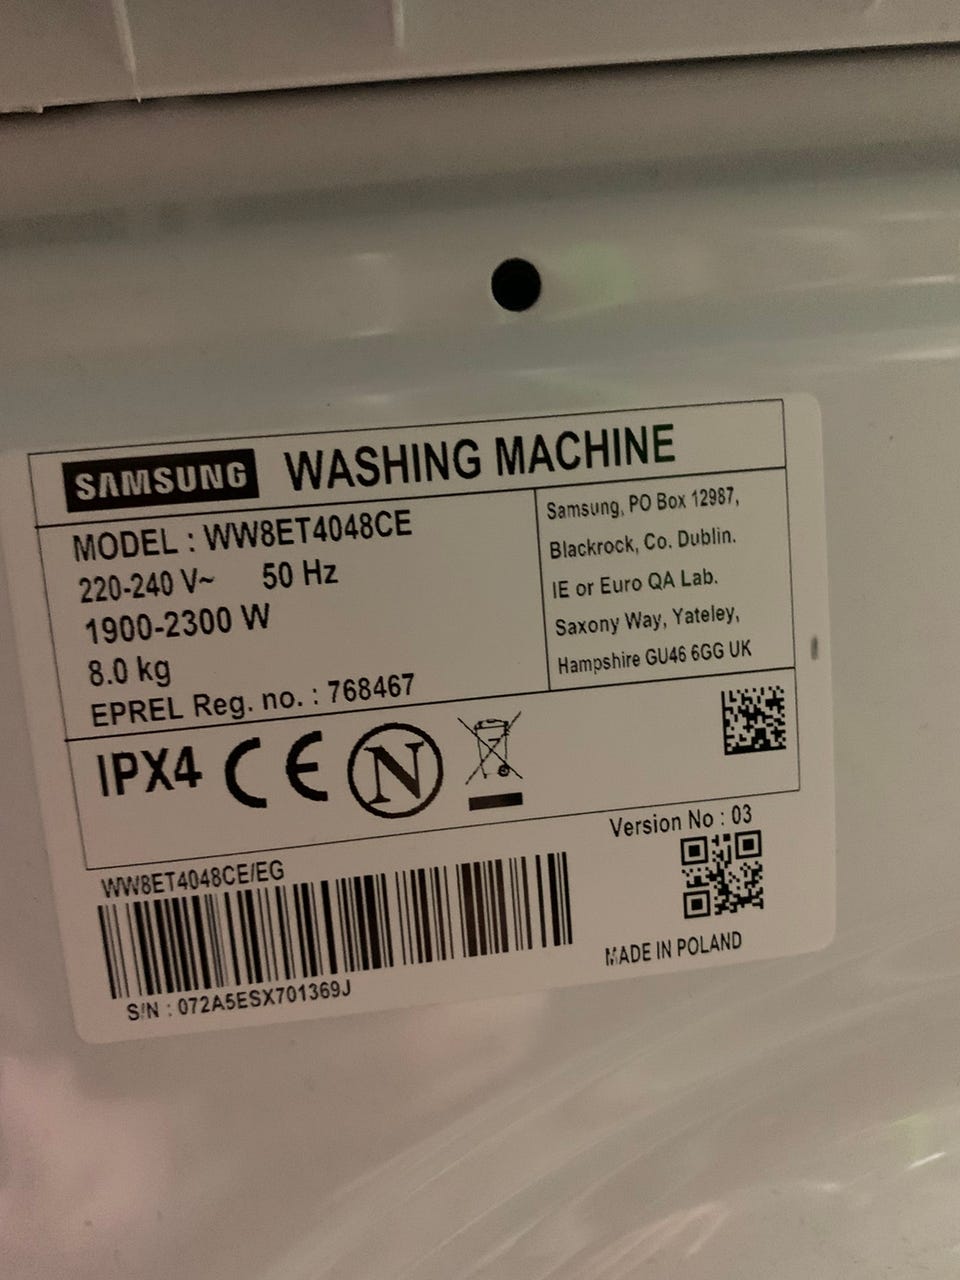 SAMSUNG WASHING MACHINE
MODEL : WW8ET4048CE
220-240 V~ 50 Hz
1900-2300 W
8.0 kg
EPREL Reg. no. : 768467
Samsung, PO Box 12987,
Blackrock, Co. Dublin.
IE or Euro QA Lab.
Saxony Way, Yateley,
Hampshire GU46 6GG UK
IPX4 CE N
Version No : 03
WW8ET4048CE/EG
MADE IN POLAND
S/N : 072A5ESX701369J